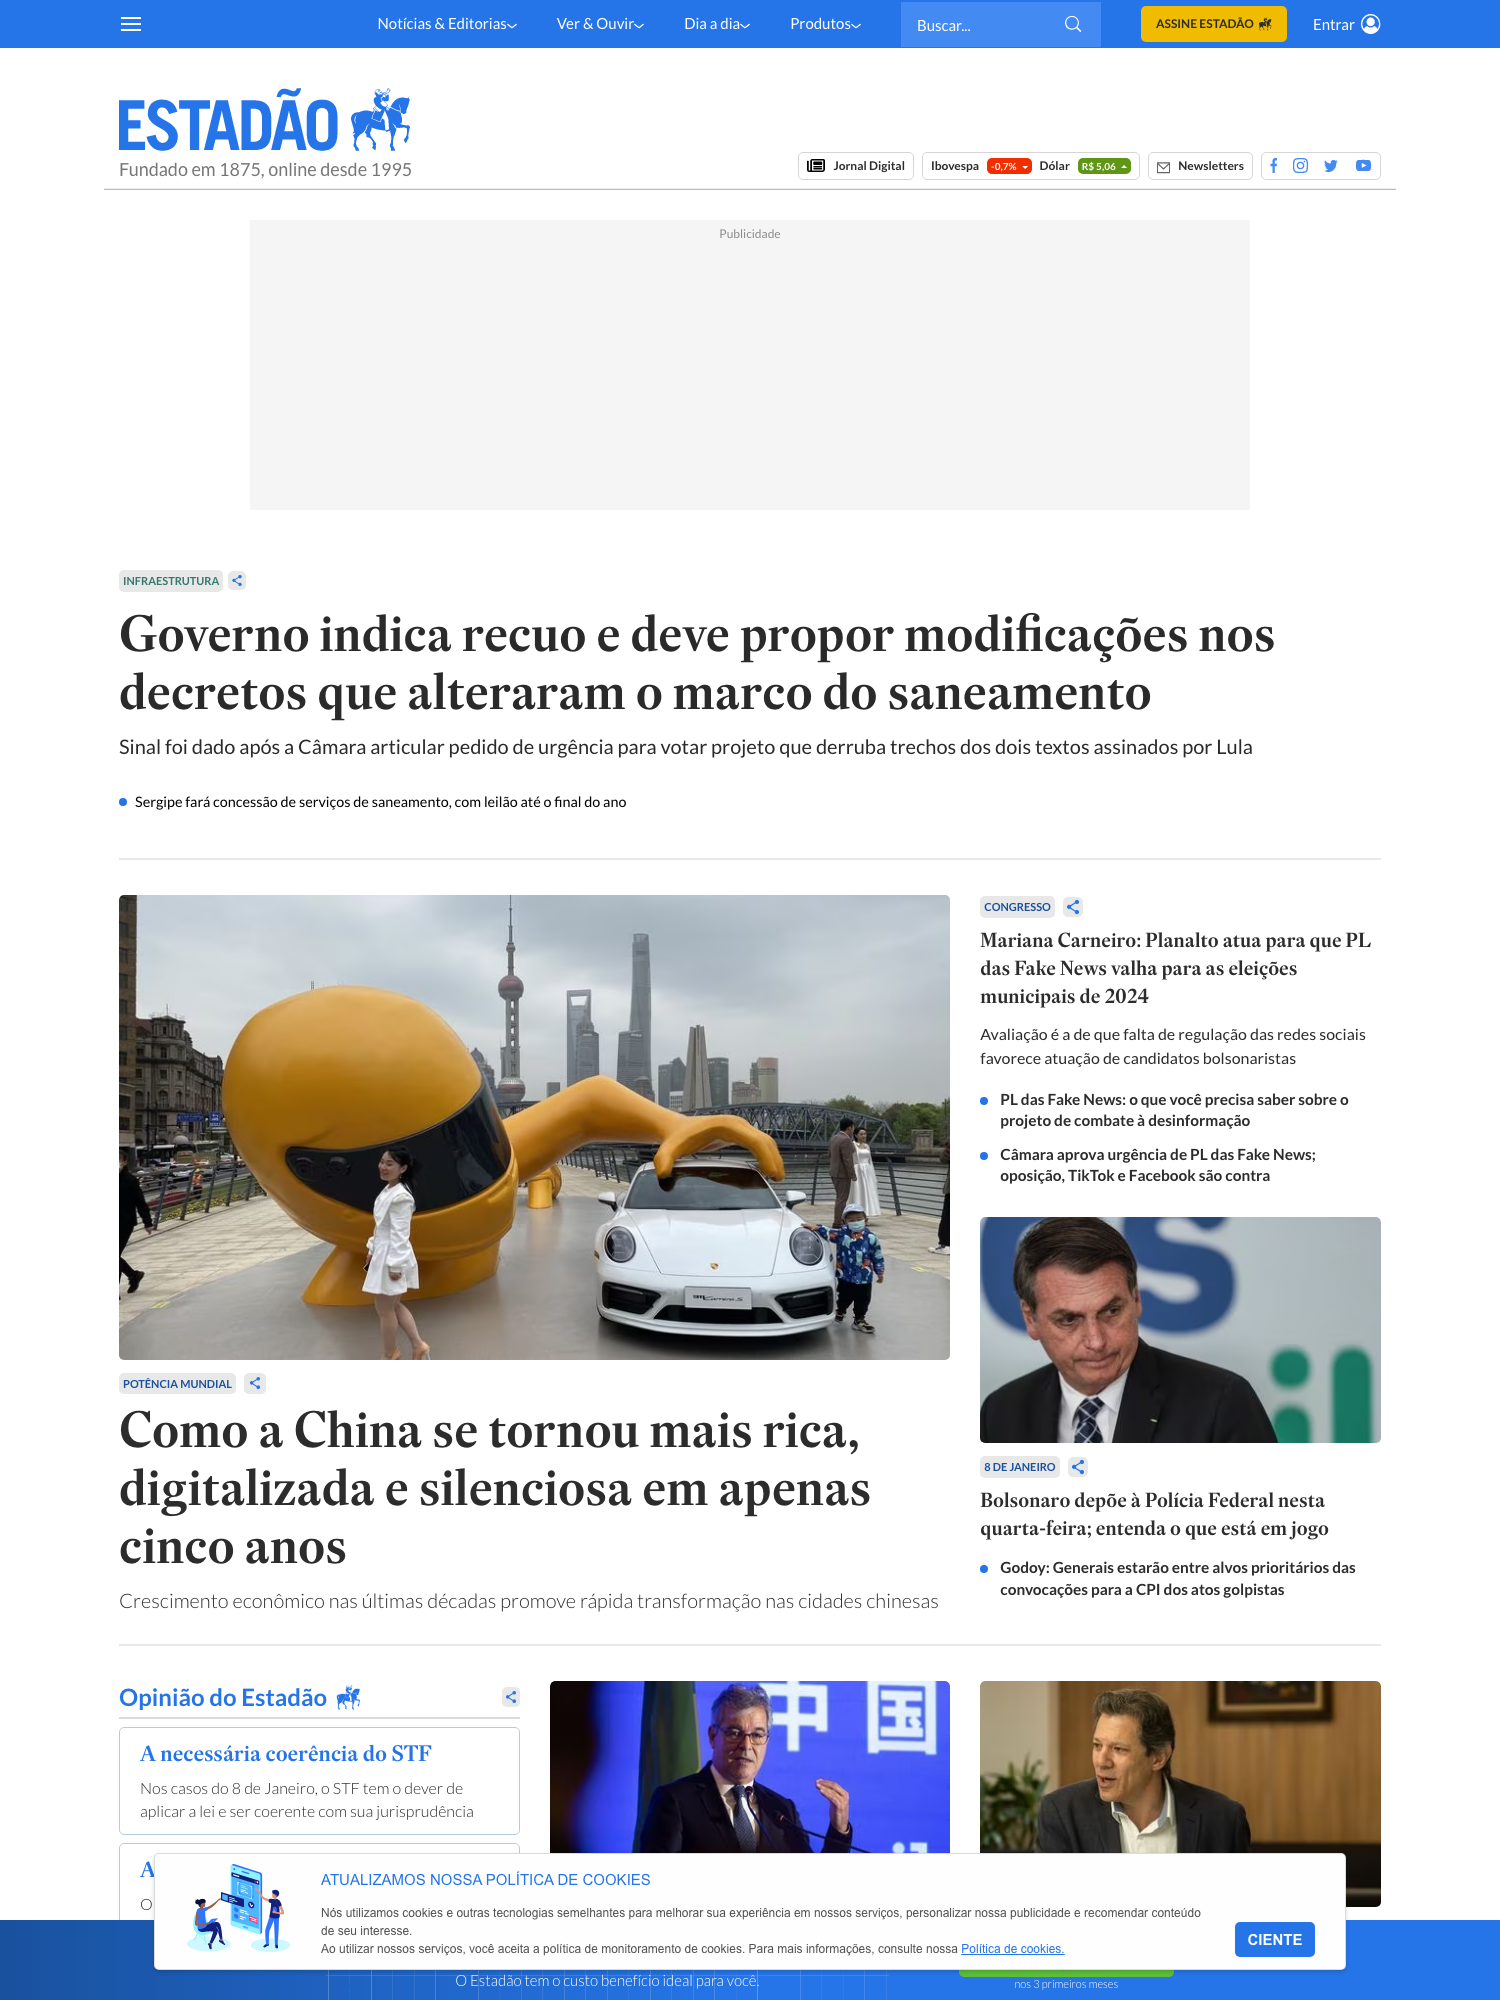 Notícias & Editorias
Ver & Ouvir
Dia a dia
Produtos
Buscar...
ASSINE ESTADÃO
Entrar
ESTADÃO
Fundado em 1875, online desde 1995
Jornal Digital
Ibovespa -0,7% Dólar R$ 5,06
Newsletters
Publicidade
INFRAESTRUTURA
Governo indica recuo e deve propor modificações nos
decretos que alteraram o marco do saneamento
Sinal foi dado após a Câmara articular pedido de urgência para votar projeto que derruba trechos dos dois textos assinados por Lula
Sergipe fará concessão de serviços de saneamento, com leilão até o final do ano
POTÊNCIA MUNDIAL
Como a China se tornou mais rica,
digitalizada e silenciosa em apenas
cinco anos
Crescimento econômico nas últimas décadas promove rápida transformação nas cidades chinesas
CONGRESSO
Mariana Carneiro: Planalto atua para que PL
das Fake News valha para as eleições
municipais de 2024
Avaliação é a de que falta de regulação das redes sociais
favorece atuação de candidatos bolsonaristas
PL das Fake News: o que você precisa saber sobre o
projeto de combate à desinformação
Câmara aprova urgência de PL das Fake News;
oposição, TikTok e Facebook são contra
8 DE JANEIRO
Bolsonaro depõe à Polícia Federal nesta
quarta-feira; entenda o que está em jogo
Godoy: Generais estarão entre alvos prioritários das
convocações para a CPI dos atos golpistas
Opinião do Estadão
A necessária coerência do STF
Nos casos do 8 de Janeiro, o STF tem o dever de
aplicar a lei e ser coerente com sua jurisprudência
A
O
中国
ATUALIZAMOS NOSSA POLÍTICA DE COOKIES
Nós utilizamos cookies e outras tecnologias semelhantes para melhorar sua experiência em nossos serviços, personalizar nossa publicidade e recomendar conteúdo
de seu interesse.
Ao utilizar nossos serviços, você aceita a política de monitoramento de cookies. Para mais informações, consulte nossa Política de cookies.
CIENTE
O Estadão tem o custo benefício ideal para você.
nos 3 primeiros meses